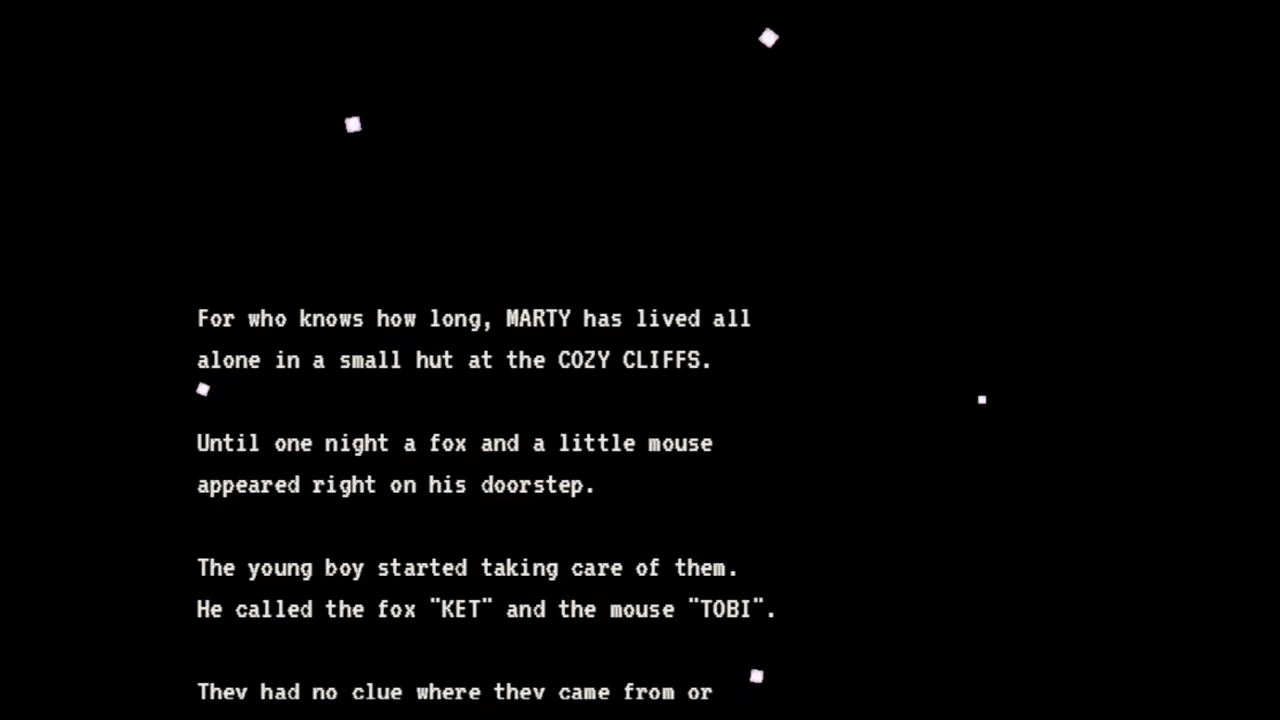 For who knows how long, MARTY has lived all
alone in a small hut at the COZY CLIFFS.
Until one night a fox and a little mouse
appeared right on his doorstep.
The young boy started taking care of them.
He called the fox "KET" and the mouse "TOBI".
They had no clue where they came from or